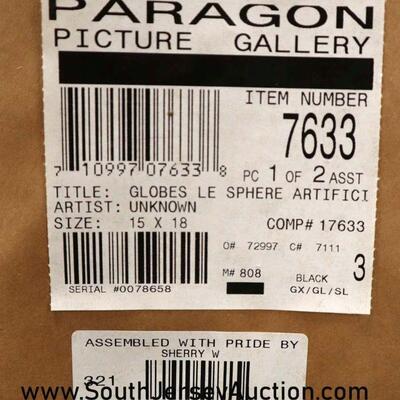 PARAGON
PICTURE GALLERY
ITEM NUMBER
7633
7 10997 07633 8
PC 1 OF 2 ASST
TITLE: GLOBES LE SPHERE ARTIFICI
ARTIST: UNKNOWN
SIZE: 15 X 18
COMP# 17633
O# 72997 C# 7111
M# 808
BLACK 3
GX/GL/SL
SERIAL #0078658
ASSEMBLED WITH PRIDE BY
SHERRY W
321
www.SouthJerseyAuction.com